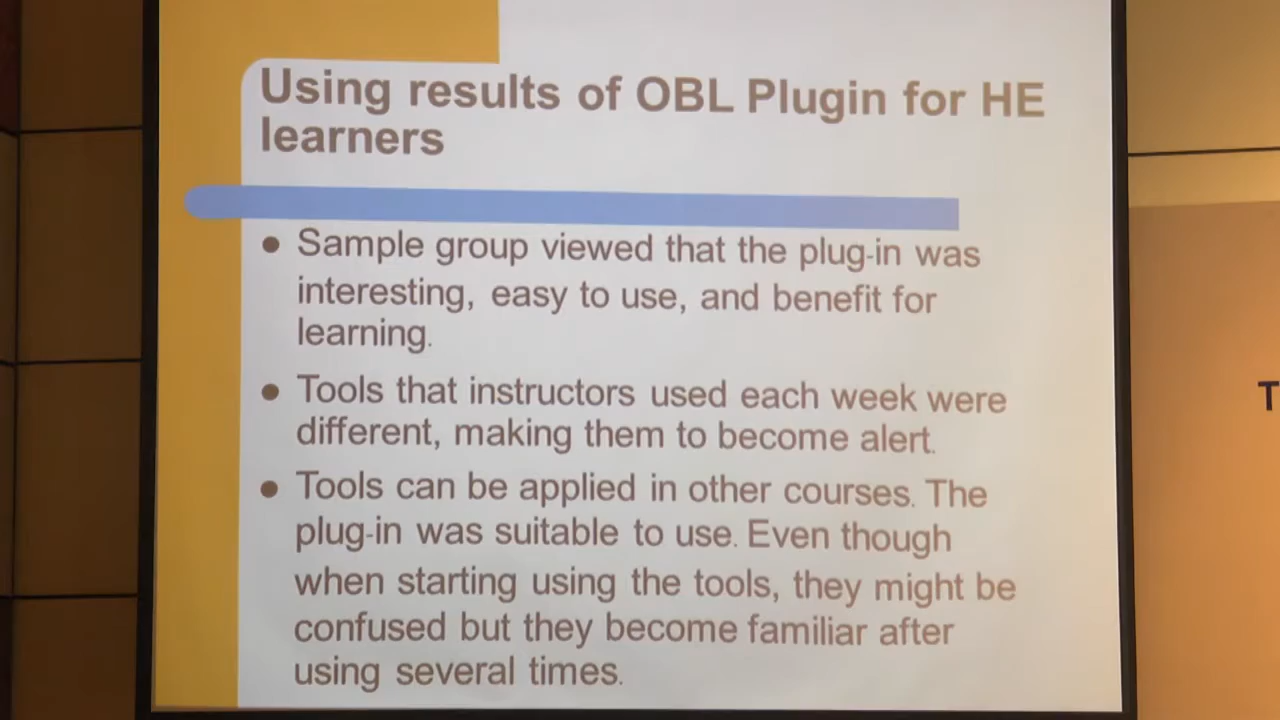 Using results of OBL Plugin for HE
learners
• Sample group viewed that the plug-in was
interesting, easy to use, and benefit for
learning.
• Tools that instructors used each week were
different, making them to become alert.
• Tools can be applied in other courses. The
plug-in was suitable to use. Even though
when starting using the tools, they might be
confused but they become familiar after
using several times.
T